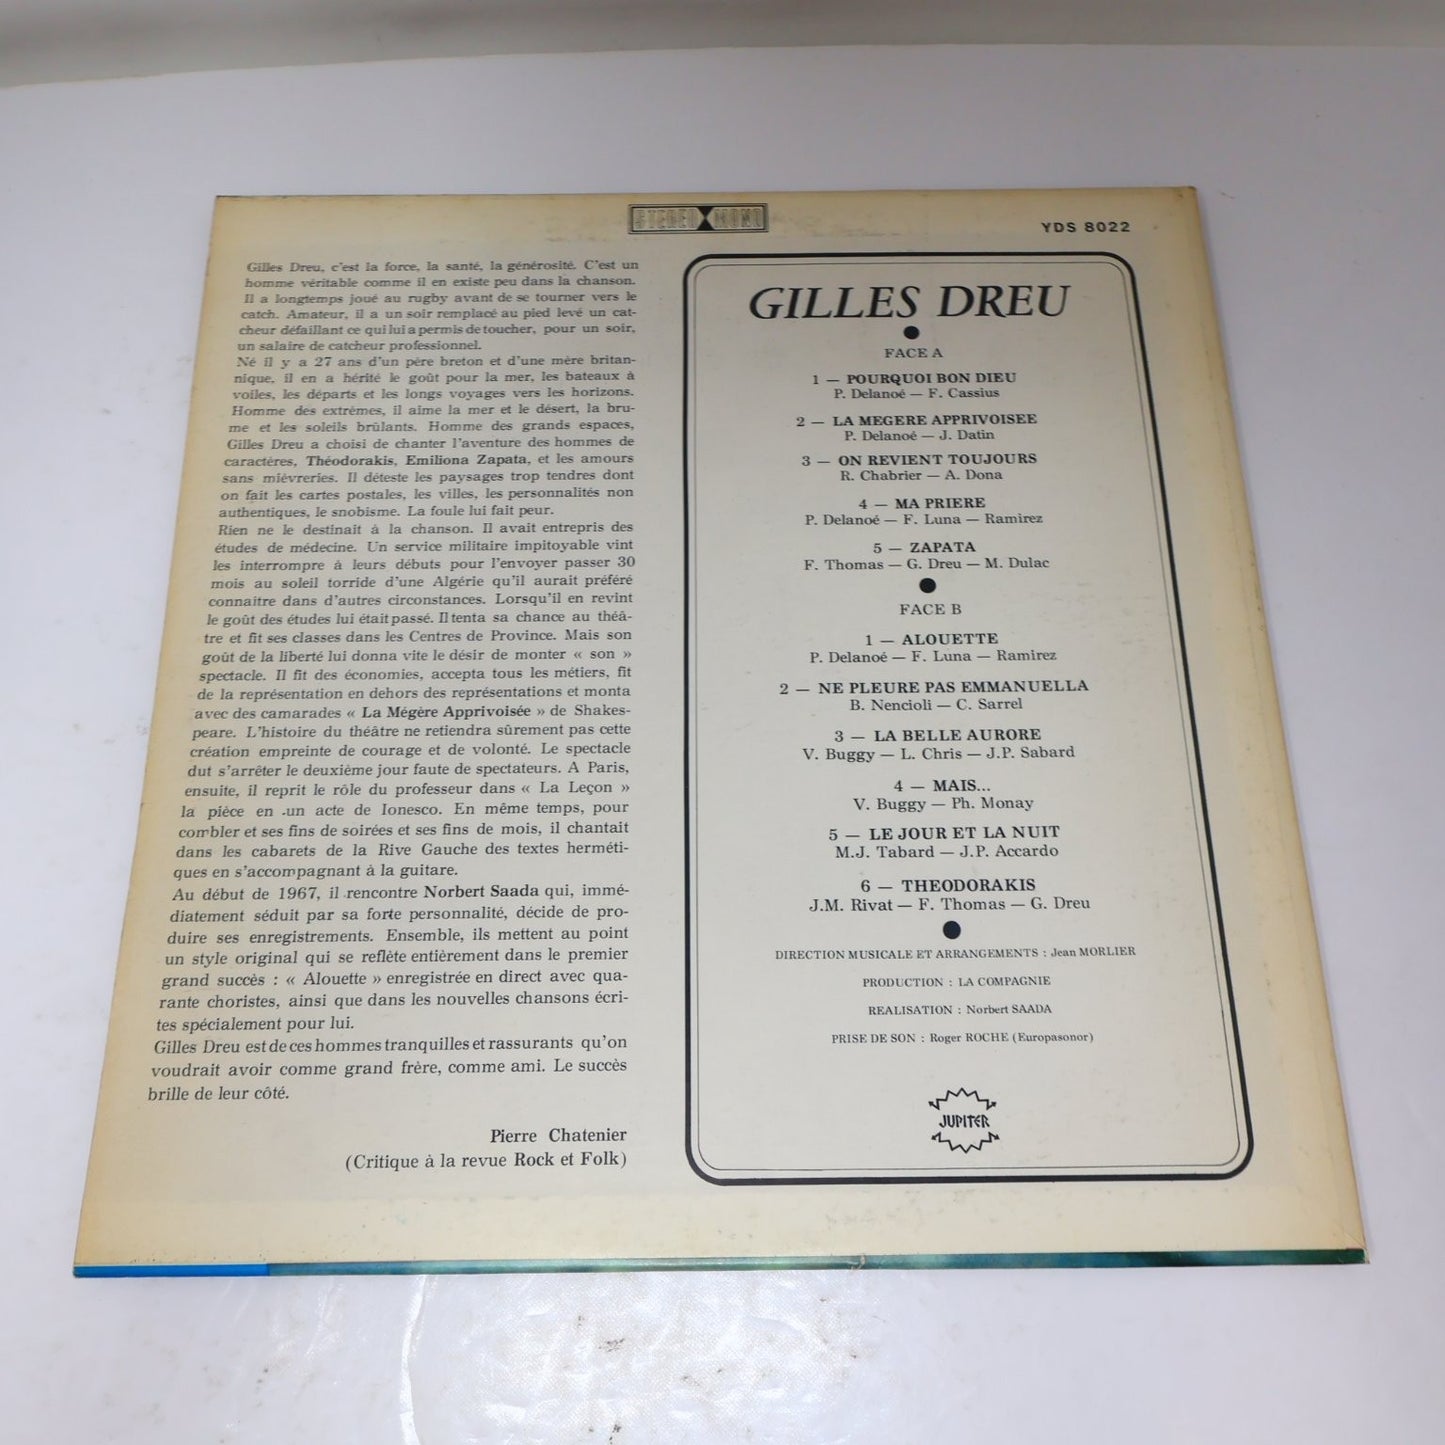 STEREO MONO
YDS 8022
Gilles Dreu, c'est la force, la santé, la générosité. C'est un
homme véritable comme il en existe peu dans la chanson.
Il a longtemps joué au rugby avant de se tourner vers le
catch. Amateur, il a un soir remplacé au pied levé un cat-
cheur défaillant ce qui lui a permis de toucher, pour un soir,
un salaire de catcheur professionnel.
Né il y a 27 ans d'un père breton et d'une mère britan-
nique, il en a hérité le goût pour la mer, les bateaux à
voiles, les départs et les longs voyages vers les horizons.
Homme des extrêmes, il aime la mer et le désert, la bru-
me et les soleils brûlants. Homme des grands espaces,
Gilles Dreu a choisi de chanter l'aventure des hommes de
caractères, Théodorakis, Emiliona Zapata, et les amours
sans mièvreries. Il déteste les paysages trop tendres dont
on fait les cartes postales, les villes, les personnalités non
authentiques, le snobisme. La foule lui fait peur.
Rien ne le destinait à la chanson. Il avait entrepris des
études de médecine. Un service militaire impitoyable vint
les interrompre à leurs débuts pour l'envoyer passer 30
mois au soleil torride d'une Algérie qu'il aurait préféré
connaitre dans d'autres circonstances. Lorsqu'il en revint
le goût des études lui était passé. Il tenta sa chance au théâ-
tre et fit ses classes dans les Centres de Province. Mais son
goût de la liberté lui donna vite le désir de monter « son »
spectacle. Il fit des économies, accepta tous les métiers, fit
de la représentation en dehors des représentations et monta
avec des camarades « La Mégère Apprivoisée » de Shakes-
peare. L'histoire du théâtre ne retiendra sûrement pas cette
création empreinte de courage et de volonté. Le spectacle
dut s'arrêter le deuxième jour faute de spectateurs. A Paris,
ensuite, il reprit le rôle du professeur dans « La Leçon »
la pièce en un acte de Ionesco. En même temps, pour
combler et ses fins de soirées et ses fins de mois, il chantait
dans les cabarets de la Rive Gauche des textes herméti-
ques en s'accompagnant à la guitare.
Au début de 1967, il rencontre Norbert Saada qui, immé-
diatement séduit par sa forte personnalité, décide de pro-
duire ses enregistrements. Ensemble, ils mettent au point
un style original qui se reflète entièrement dans le premier
grand succès : « Alouette » enregistrée en direct avec qua-
rante choristes, ainsi que dans les nouvelles chansons écri-
tes spécialement pour lui.
Gilles Dreu est de ces hommes tranquilles et rassurants qu'on
voudrait avoir comme grand frère, comme ami. Le succès
brille de leur côté.
Pierre Chatenier
(Critique à la revue Rock et Folk)
GILLES DREU
FACE A
1 — POURQUOI BON DIEU
P. Delanoé — F. Cassius
2 — LA MEGERE APPRIVOISEE
P. Delanoé — J. Datin
3 — ON REVIENT TOUJOURS
R. Chabrier — A. Dona
4 — MA PRIERE
P. Delanoé — F. Luna — Ramirez
5 — ZAPATA
F. Thomas — G. Dreu — M. Dulac
FACE B
1 — ALOUETTE
P. Delanoé — F. Luna — Ramirez
2 — NE PLEURE PAS EMMANUELLA
B. Nencioli — C. Sarrel
3 — LA BELLE AURORE
V. Buggy — L. Chris — J.P. Sabard
4 — MAIS...
V. Buggy — Ph. Monay
5 — LE JOUR ET LA NUIT
M.J. Tabard — J.P. Accardo
6 — THEODORAKIS
J.M. Rivat — F. Thomas — G. Dreu
DIRECTION MUSICALE ET ARRANGEMENTS : Jean MORLIER
PRODUCTION : LA COMPAGNIE
REALISATION : Norbert SAADA
PRISE DE SON : Roger ROCHE (Europasonor)
JUPITER